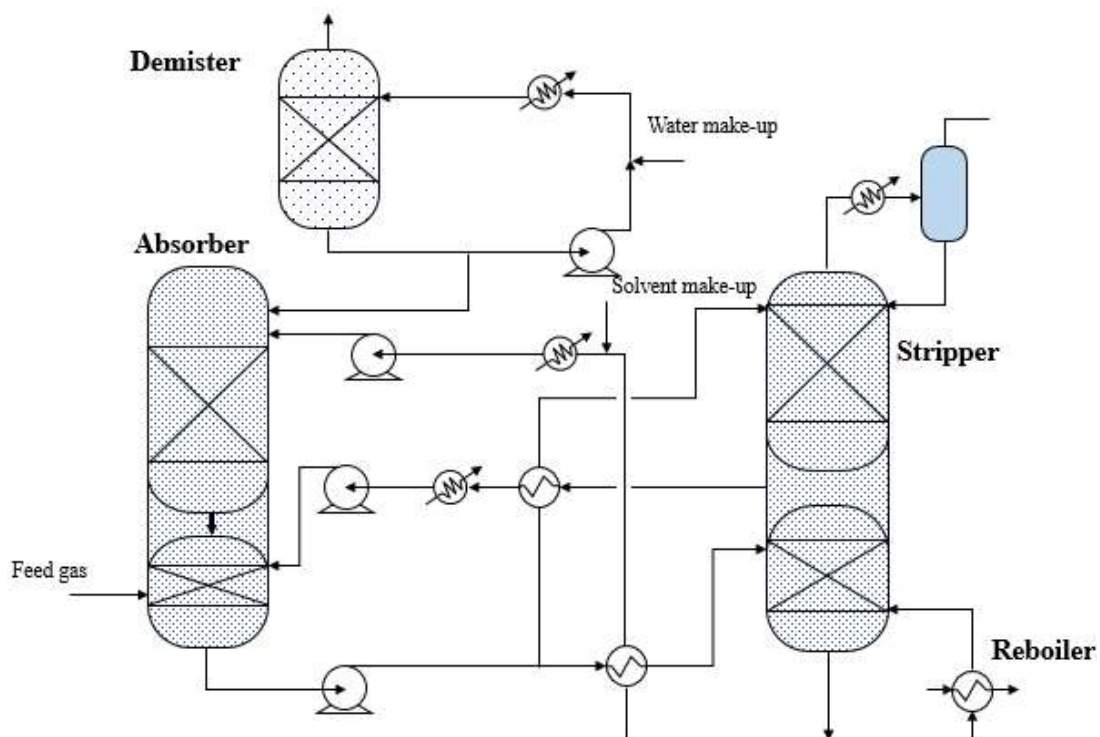 Demister
Water make-up
Absorber
Solvent make-up
Stripper
Feed gas
Reboiler